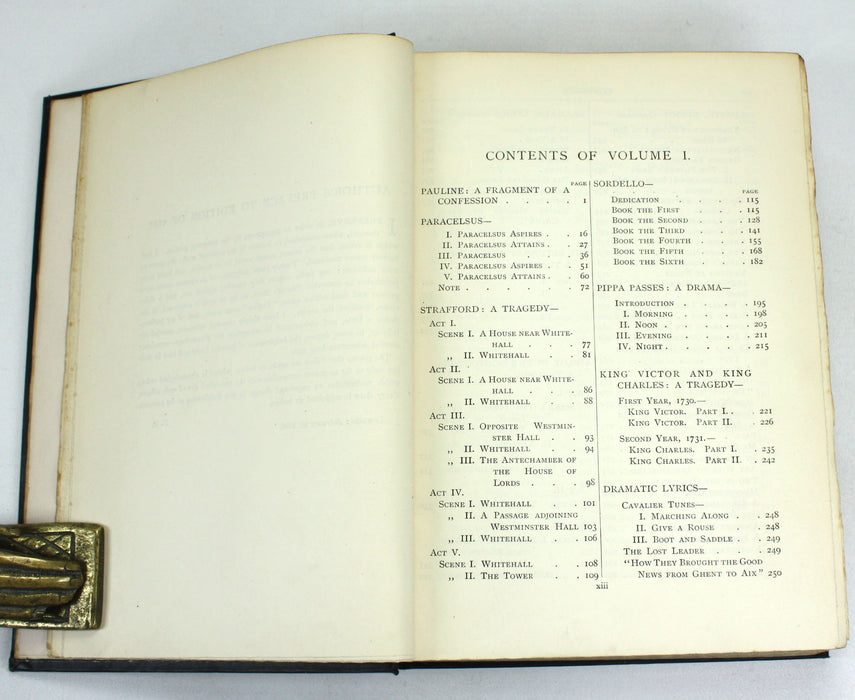 CONTENTS OF VOLUME I.
PAGE
PAULINE: A FRAGMENT OF A
CONFESSION . . . . 1
PARACELSUS—
I. PARACELSUS ASPIRES . . 16
II. PARACELSUS ATTAINS . . 27
III. PARACELSUS . . 36
IV. PARACELSUS ASPIRES . . 51
V. PARACELSUS ATTAINS . . 60
NOTE . . . . . 72
STRAFFORD: A TRAGEDY—
ACT I.
SCENE I. A HOUSE NEAR WHITE-
HALL . . . 77
„ II. WHITEHALL . . 81
ACT II.
SCENE I. A HOUSE NEAR WHITE-
HALL . . . 86
„ II. WHITEHALL . . 88
ACT III.
SCENE I. OPPOSITE WESTMIN-
STER HALL . . 93
„ II. WHITEHALL . . 94
„ III. THE ANTECHAMBER OF
THE HOUSE OF
LORDS . . . 98
ACT IV.
SCENE I. WHITEHALL . . 101
„ II. A PASSAGE ADJOINING
WESTMINSTER HALL 103
„ III. WHITEHALL . . 106
ACT V.
SCENE I. WHITEHALL . . 108
„ II. THE TOWER . . 109
SORDELLO—
PAGE
DEDICATION . . . . 115
BOOK THE FIRST . . . 115
BOOK THE SECOND . . . 128
BOOK THE THIRD . . . 141
BOOK THE FOURTH . . . 155
BOOK THE FIFTH . . . 168
BOOK THE SIXTH . . . 182
PIPPA PASSES: A DRAMA—
INTRODUCTION . . . . 195
I. MORNING . . . . 198
II. NOON . . . . . 205
III. EVENING . . . . 211
IV. NIGHT . . . . . 215
KING VICTOR AND KING
CHARLES: A TRAGEDY—
FIRST YEAR, 1730.—
KING VICTOR. PART I. . . 221
KING VICTOR. PART II. . 226
SECOND YEAR, 1731.—
KING CHARLES. PART I. . 235
KING CHARLES. PART II. . 242
DRAMATIC LYRICS—
CAVALIER TUNES—
I. MARCHING ALONG . . 248
II. GIVE A ROUSE . . 248
III. BOOT AND SADDLE . . 249
THE LOST LEADER . . . 249
"HOW THEY BROUGHT THE GOOD
NEWS FROM GHENT TO AIX" 250
xiii